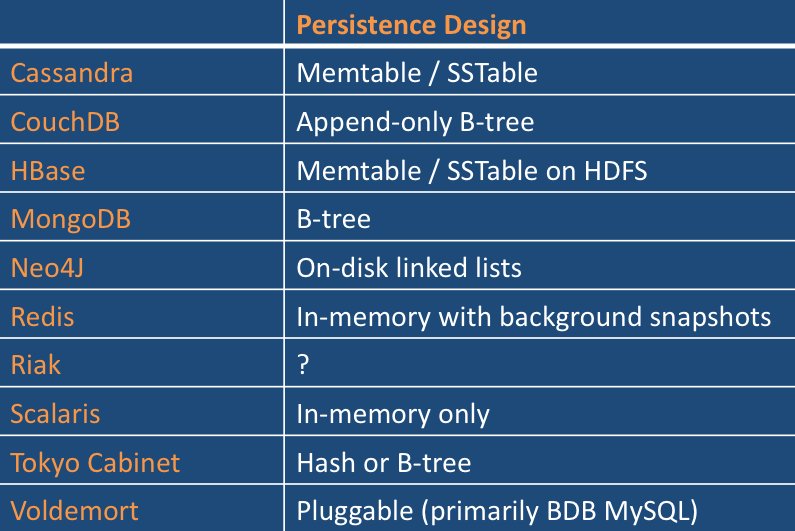 Persistence Design
Cassandra Memtable / SSTable
CouchDB Append-only B-tree
HBase Memtable / SSTable on HDFS
MongoDB B-tree
Neo4J On-disk linked lists
Redis In-memory with background snapshots
Riak ?
Scalaris In-memory only
Tokyo Cabinet Hash or B-tree
Voldemort Pluggable (primarily BDB MySQL)